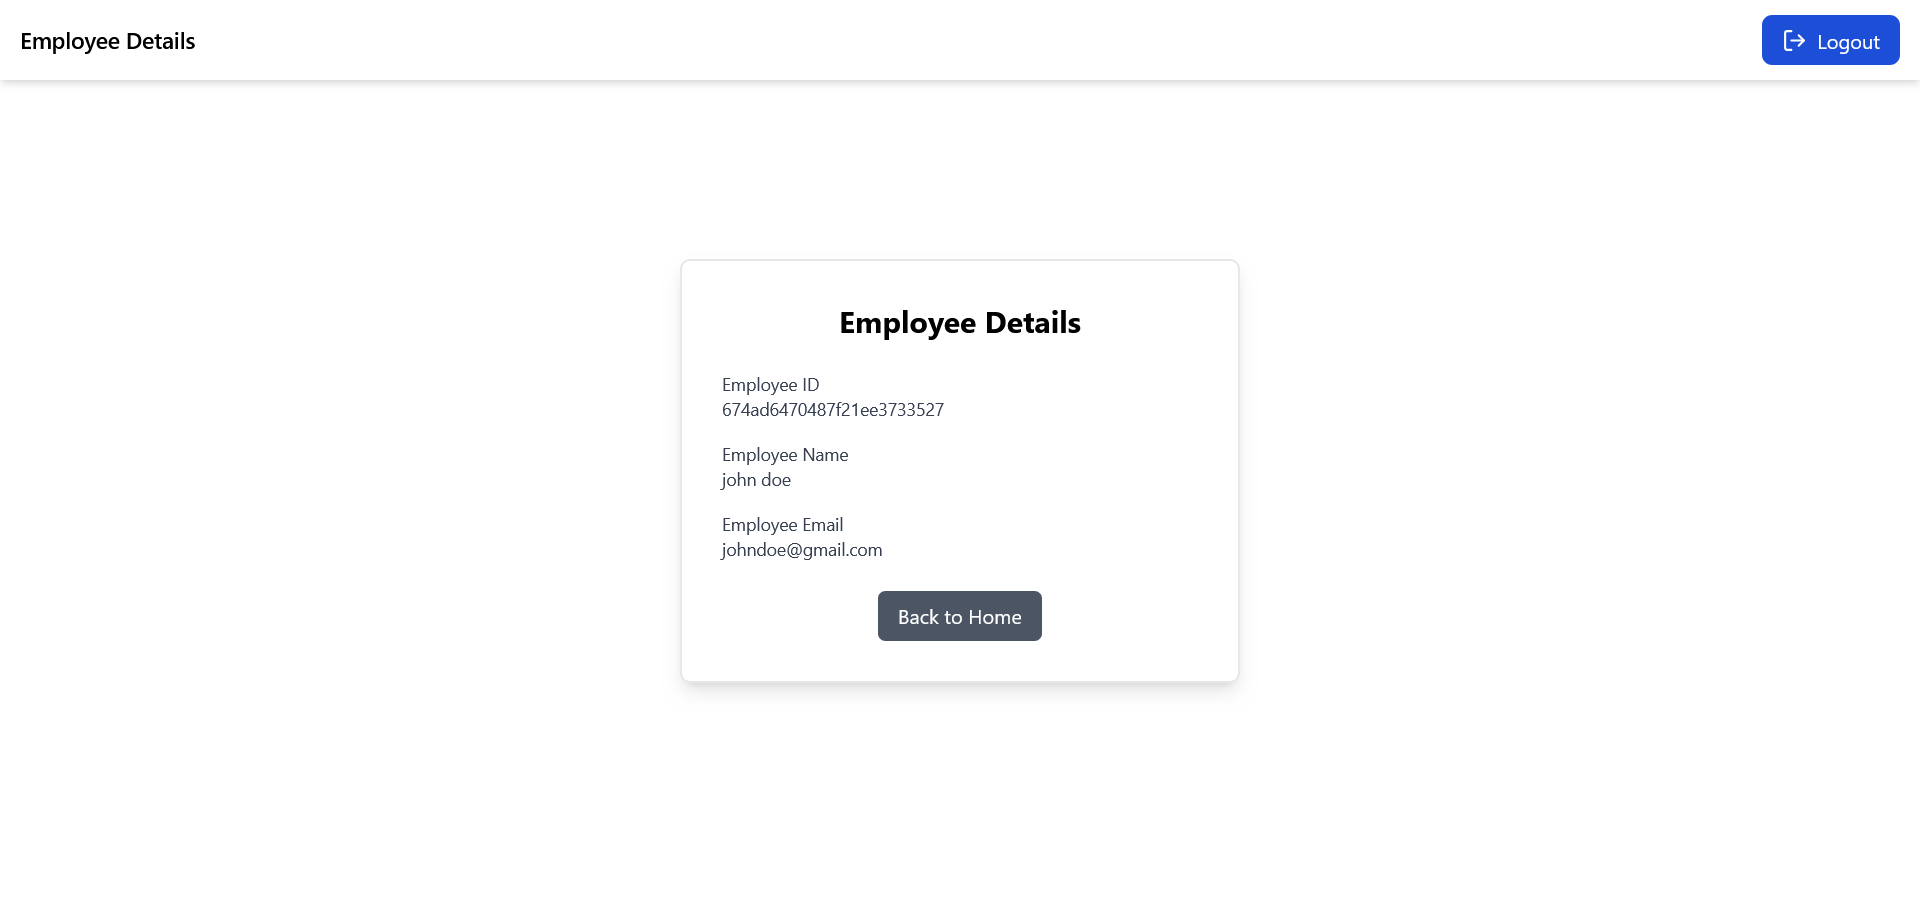 Employee Details
Logout
Employee Details
Employee ID
674ad6470487f21ee3733527
Employee Name
john doe
Employee Email
johndoe@gmail.com
Back to Home